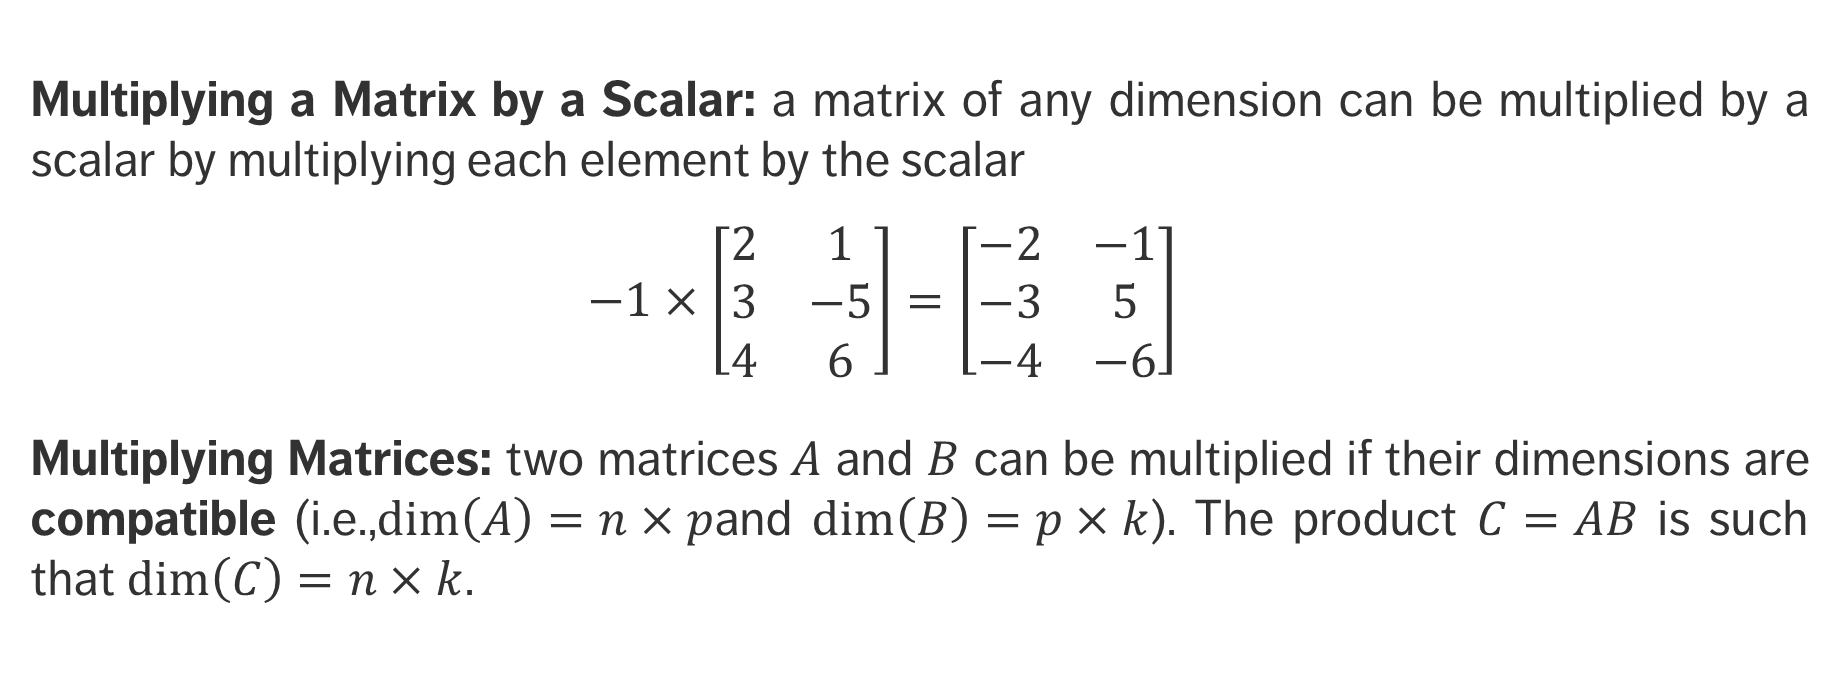 Multiplying a Matrix by a Scalar: a matrix of any dimension can be multiplied by a
scalar by multiplying each element by the scalar
−1 × [2 1; 3 −5; 4 6] = [−2 −1; −3 5; −4 −6]
Multiplying Matrices: two matrices A and B can be multiplied if their dimensions are
compatible (i.e.,dim(A) = n × pand dim(B) = p × k). The product C = AB is such
that dim(C) = n × k.